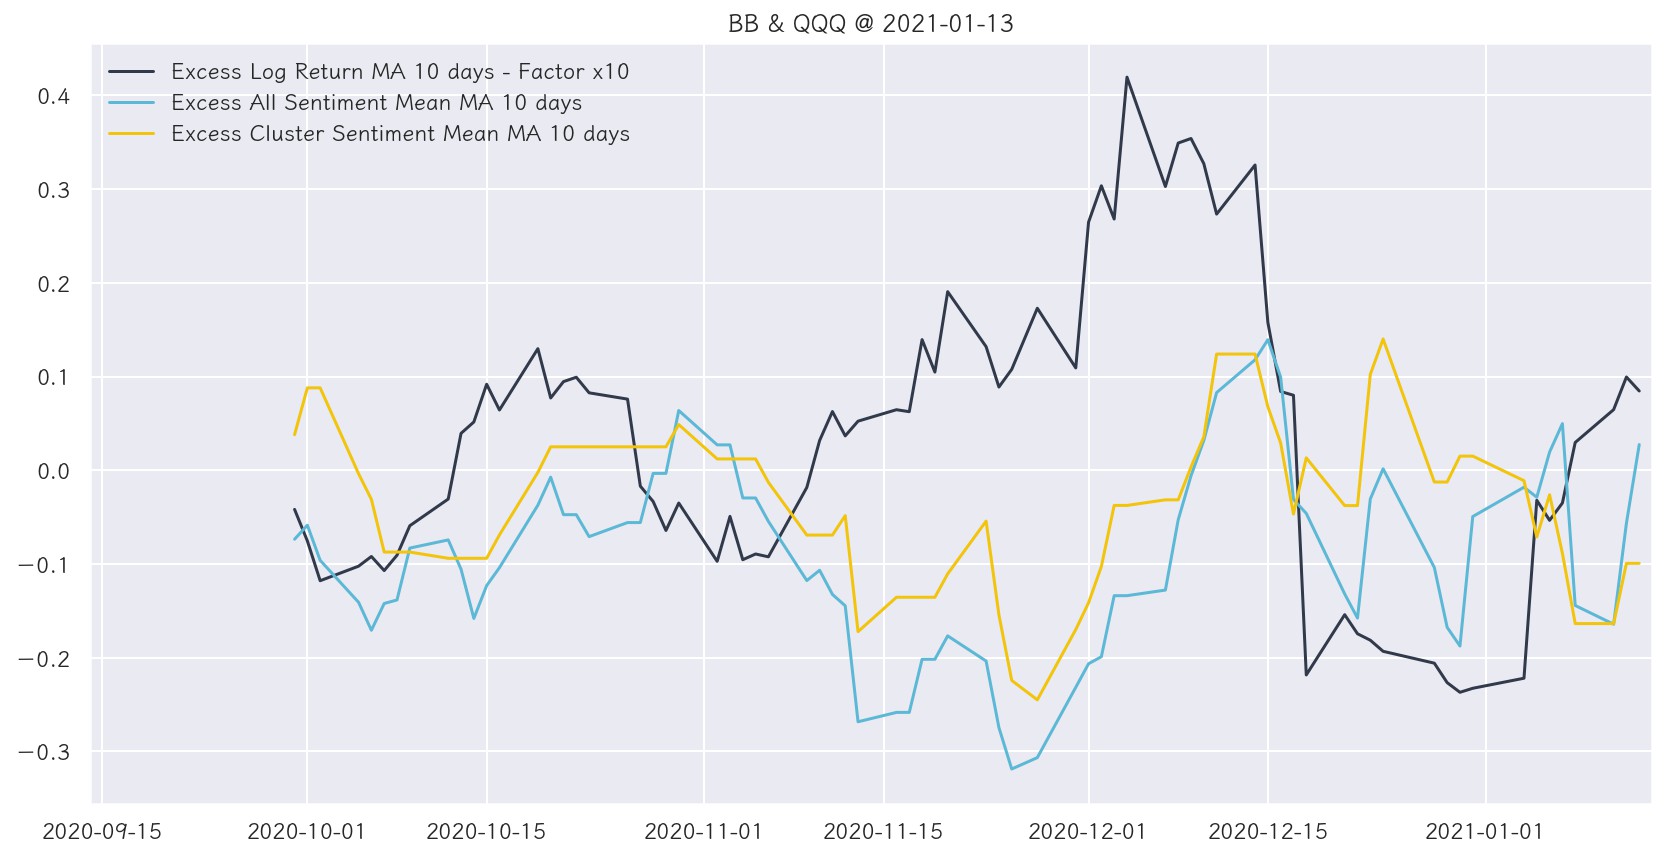 BB & QQQ @ 2021-01-13
Excess Log Return MA 10 days - Factor x10
Excess All Sentiment Mean MA 10 days
Excess Cluster Sentiment Mean MA 10 days
0.4
0.3
0.2
0.1
0.0
−0.1
−0.2
−0.3
2020-09-15 2020-10-01 2020-10-15 2020-11-01 2020-11-15 2020-12-01 2020-12-15 2021-01-01